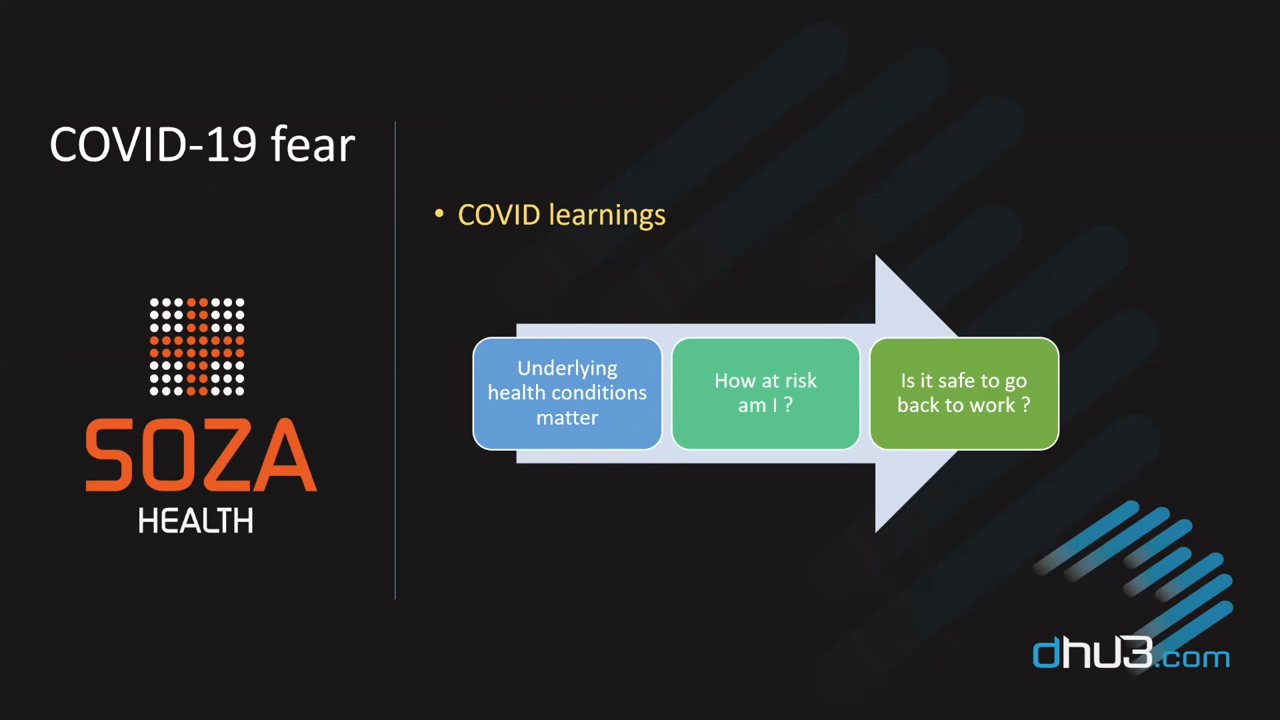 COVID-19 fear
• COVID learnings
Underlying
health conditions
matter
How at risk
am I ?
Is it safe to go
back to work ?
SOZA
HEALTH
dhu3.com